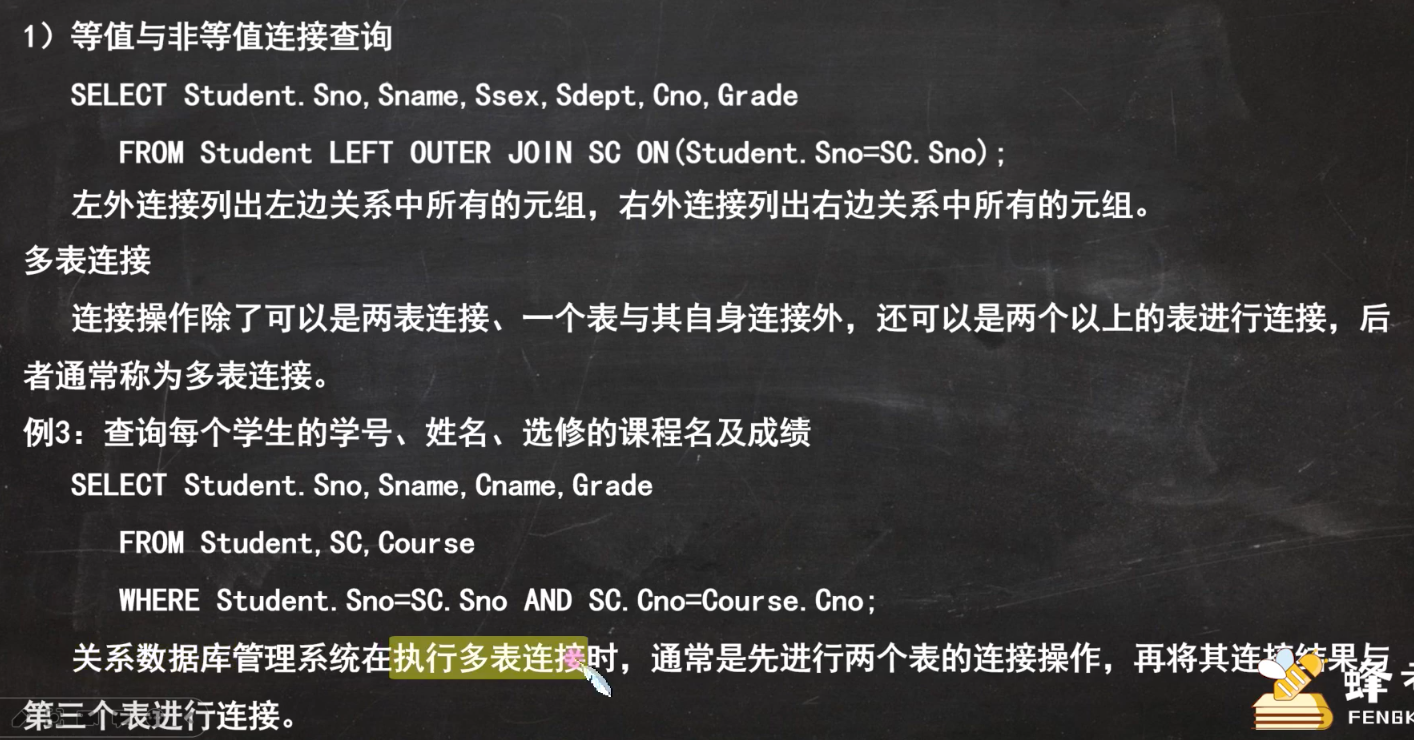 1）等值与非等值连接查询
SELECT Student.Sno,Sname,Ssex,Sdept,Cno,Grade
FROM Student LEFT OUTER JOIN SC ON(Student.Sno=SC.Sno);
左外连接列出左边关系中所有的元组，右外连接列出右边关系中所有的元组。
多表连接
连接操作除了可以是两表连接、一个表与其自身连接外，还可以是两个以上的表进行连接，后
者通常称为多表连接。
例3：查询每个学生的学号、姓名、选修的课程名及成绩
SELECT Student.Sno,Sname,Cname,Grade
FROM Student,SC,Course
WHERE Student.Sno=SC.Sno AND SC.Cno=Course.Cno;
关系数据库管理系统在执行多表连接时，通常是先进行两个表的连接操作，再将其连接结果与
第三个表进行连接。
蜂
FENGK